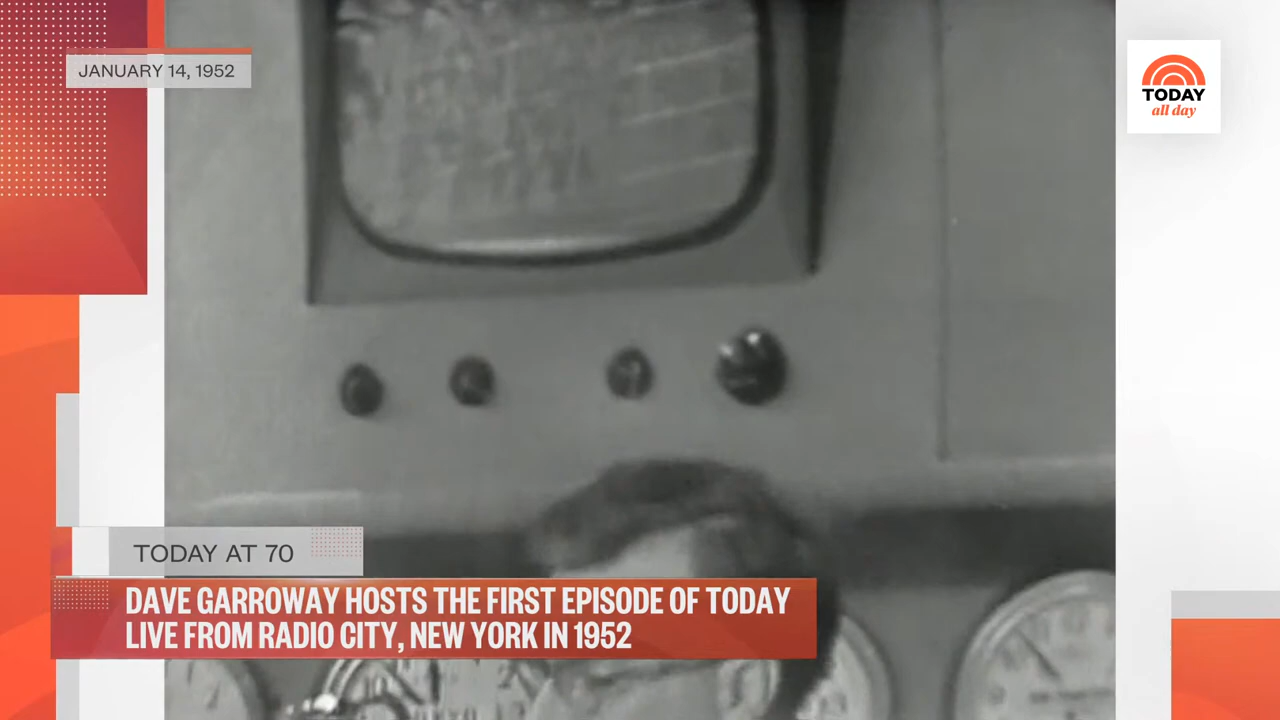 JANUARY 14, 1952
TODAY
all day
TODAY AT 70
DAVE GARROWAY HOSTS THE FIRST EPISODE OF TODAY
LIVE FROM RADIO CITY, NEW YORK IN 1952